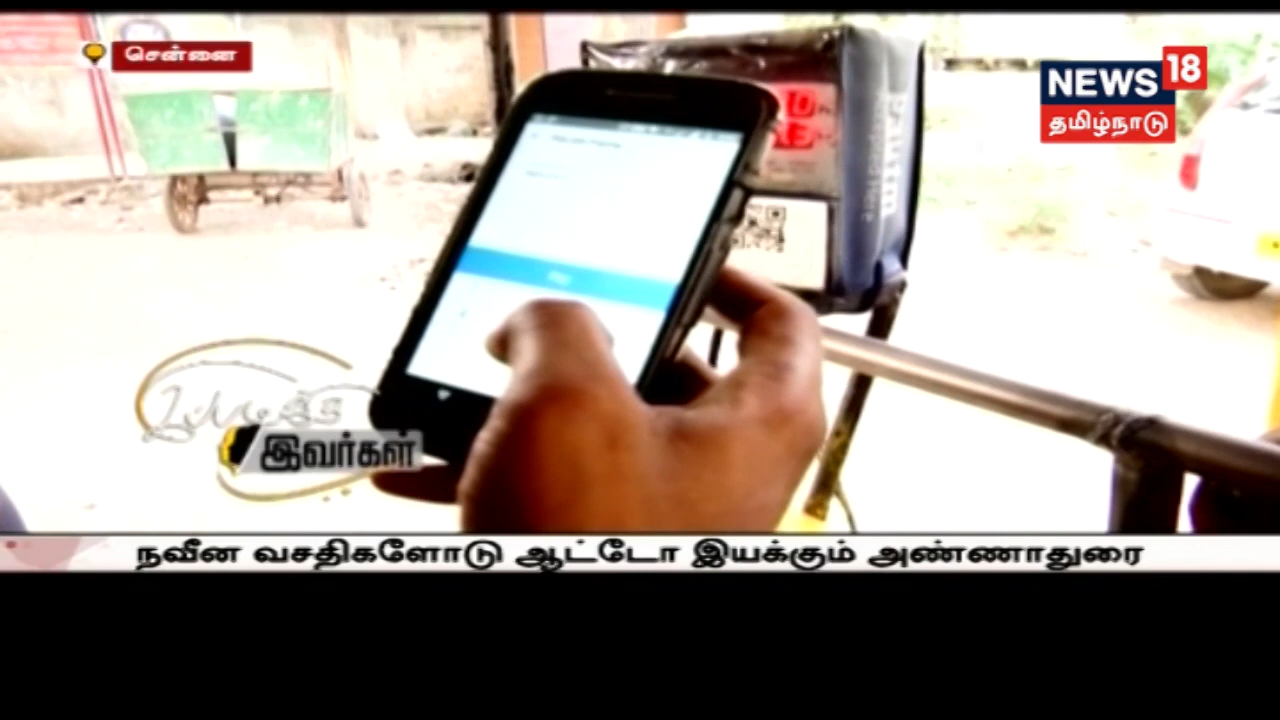 சென்னை
NEWS 18
தமிழ்நாடு
இவர்கள்
நவீன வசதிகளோடு ஆட்டோ இயக்கும் அண்ணாதுரை